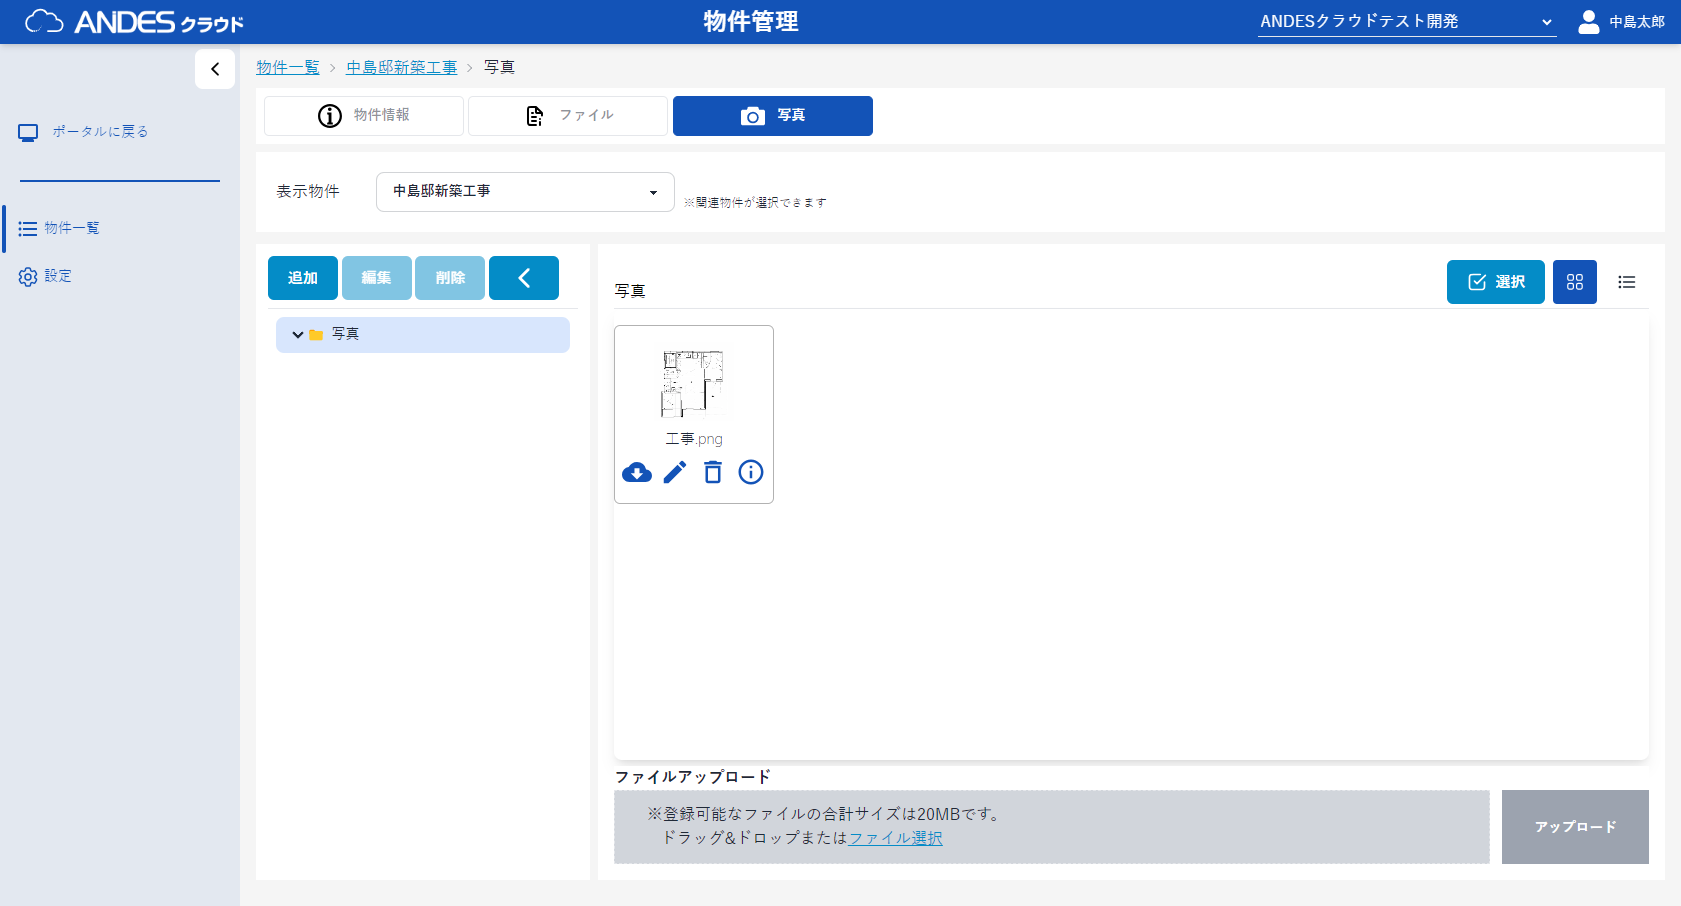 ANDES クラウド
物件管理
ANDESクラウドテスト開発
中島太郎
ポータルに戻る
物件一覧
設定
物件一覧 > 中島邸新築工事 > 写真
物件情報
ファイル
写真
表示物件
中島邸新築工事
※関連物件が選択できます
追加
編集
削除
写真
写真
選択
工事.png
ファイルアップロード
※登録可能なファイルの合計サイズは20MBです。
ドラッグ&ドロップまたはファイル選択
アップロード